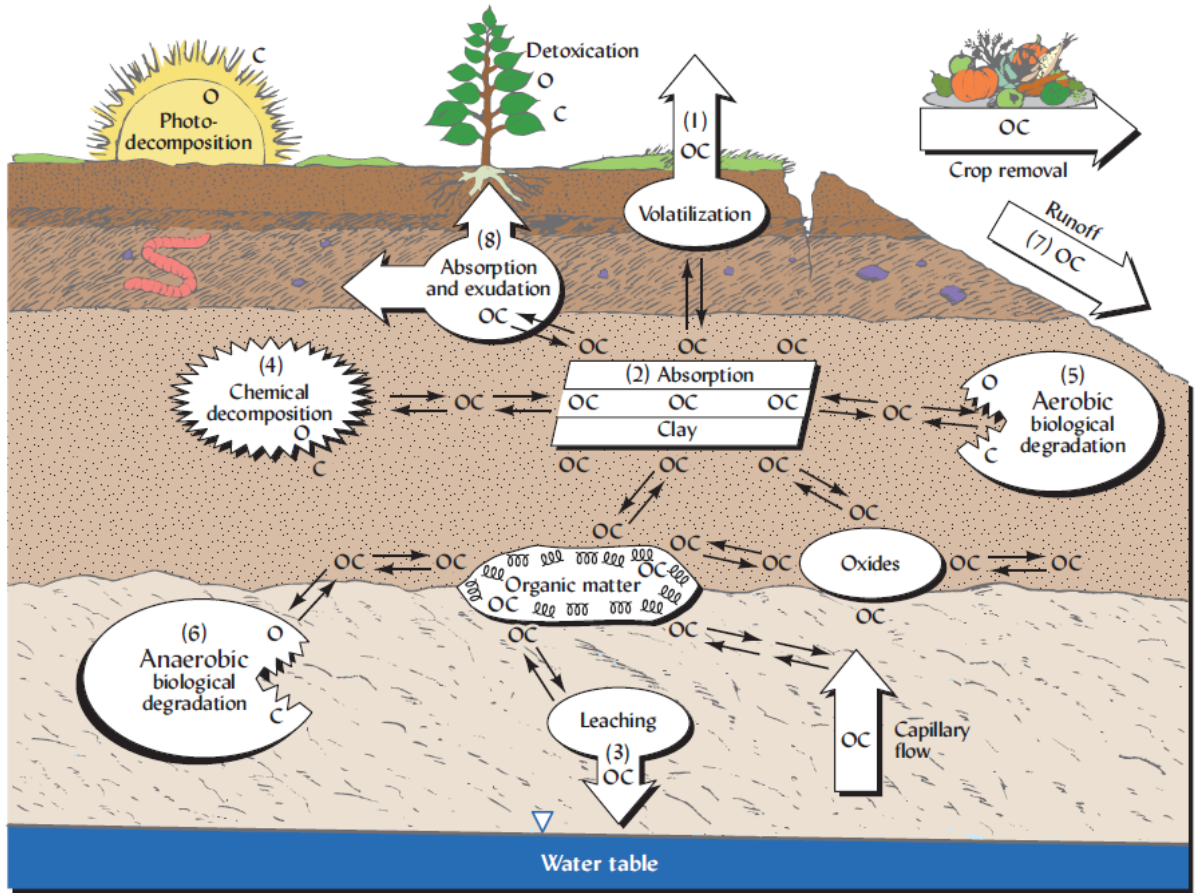 C
O
Photo-
decomposition
Detoxication
O
C
(1)
OC
Volatilization
OC
Crop removal
Runoff
(7) OC
(8)
Absorption
and exudation
OC
OC
OC
OC
(4)
Chemical
decomposition
O
C
OC
(2) Absorption
OC
OC
OC
Clay
OC
(5)
O
Aerobic
biological
degradation
C
OC
OC
OC
OC
OC
OC
OC
OC
OC
Organic matter
OC
OC
OC
Oxides
OC
OC
OC
OC
OC
(6)
O
Anaerobic
biological
degradation
C
Leaching
(3)
OC
OC
Capillary
flow
Water table